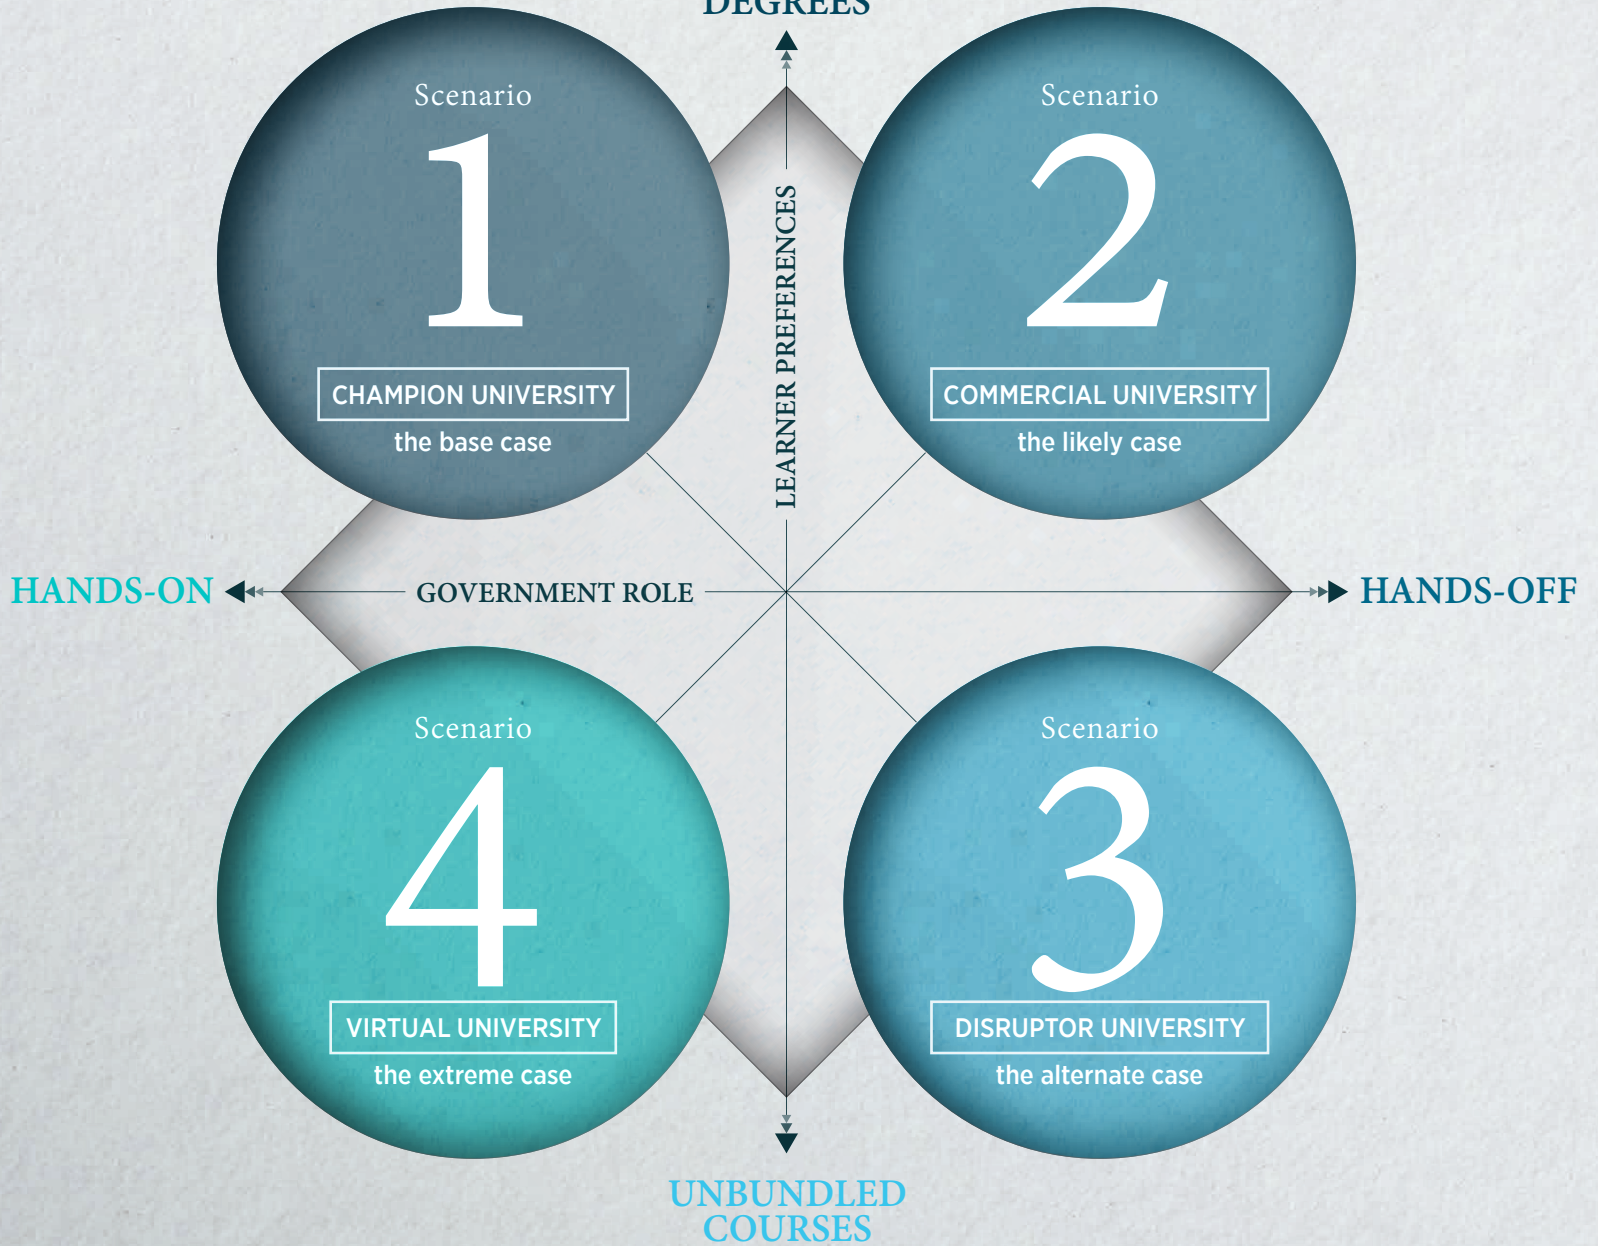 DEGREES
Scenario
1
CHAMPION UNIVERSITY
the base case
Scenario
2
COMMERCIAL UNIVERSITY
the likely case
LEARNER PREFERENCES
HANDS-ON
GOVERNMENT ROLE
HANDS-OFF
Scenario
4
VIRTUAL UNIVERSITY
the extreme case
Scenario
3
DISRUPTOR UNIVERSITY
the alternate case
UNBUNDLED
COURSES